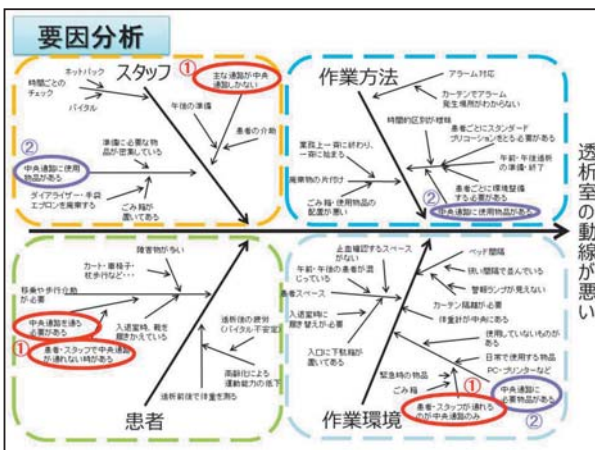 要因分析
スタッフ
ホットパック
時間ごとの
チェック
バイタル
①
主な通路が中央
通路しかない
午後の準備
患者の介助
②
準備に必要な物品
が密集している
中央通路に使用
物品がある
ダイアライザー・手袋
エプロンを廃棄する
ごみ箱が
置いてある
作業方法
アラーム対応
カーテンでアラーム
発生場所がわからない
時間的区別が曖昧
患者ごとにスタンダード
プリコーションをとる必要がある
業務上一斉に終わり、
一斉に始まる
午前・午後透析
の準備・終了
廃棄物の片付け
患者ごとに環境整備
する必要がある
ごみ箱・使用物品の
配置が悪い
②
中央通路に使用物品がある
透析室の動線が悪い
障害物が多い
カート・車椅子・
杖歩行など・・・
移乗や歩行介助
が必要
中央通路を通る
必要がある
入退室時、靴を
履きかえている
①
患者・スタッフで中央通路
が通れない時がある
透析後の疲労
(バイタル不安定)
高齢化による
運動能力の低下
透析前後で体重を測る
患者
止血確認するスペース
がない
午前・午後の患者が混
じっている
患者スペース
入退室時に
履き替えが必要
入口に下駄箱が
置いてある
ベッド間隔
狭い間隔で並んでいる
警報ランプが見えない
カーテン隔離が必要
体重計が中央にある
使用していないものが
ある
日常で使用する物品
PC・プリンターなど
緊急時の物品
ごみ箱
①
患者・スタッフが通れる
のが中央通路のみ
中央通路に
必要物品がある
②
作業環境